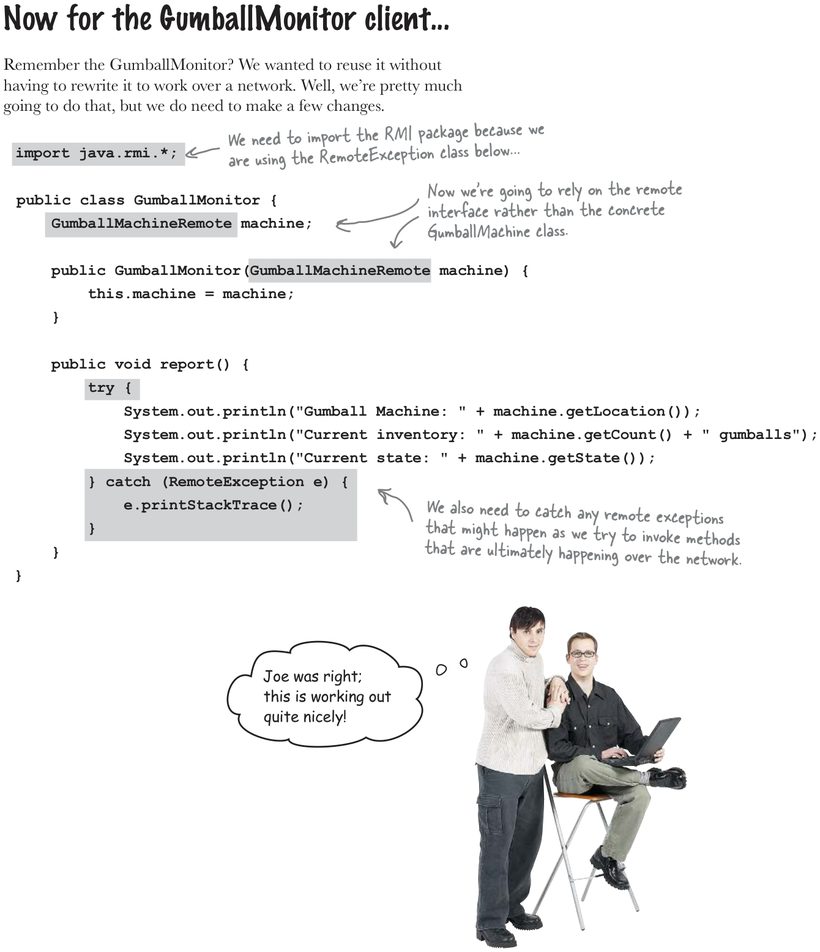 Now for the GumballMonitor client...
Remember the GumballMonitor? We wanted to reuse it without
having to rewrite it to work over a network. Well, we're pretty much
going to do that, but we do need to make a few changes.
import java.rmi.*;
We need to import the RMI package because we
are using the RemoteException class below...
public class GumballMonitor {
GumballMachineRemote machine;
Now we're going to rely on the remote
interface rather than the concrete
GumballMachine class.
public GumballMonitor(GumballMachineRemote machine) {
this.machine = machine;
}
public void report() {
try {
System.out.println("Gumball Machine: " + machine.getLocation());
System.out.println("Current inventory: " + machine.getCount() + " gumballs");
System.out.println("Current state: " + machine.getState());
} catch (RemoteException e) {
e.printStackTrace();
}
We also need to catch any remote exceptions
that might happen as we try to invoke methods
that are ultimately happening over the network.
}
}
Joe was right;
this is working out
quite nicely!